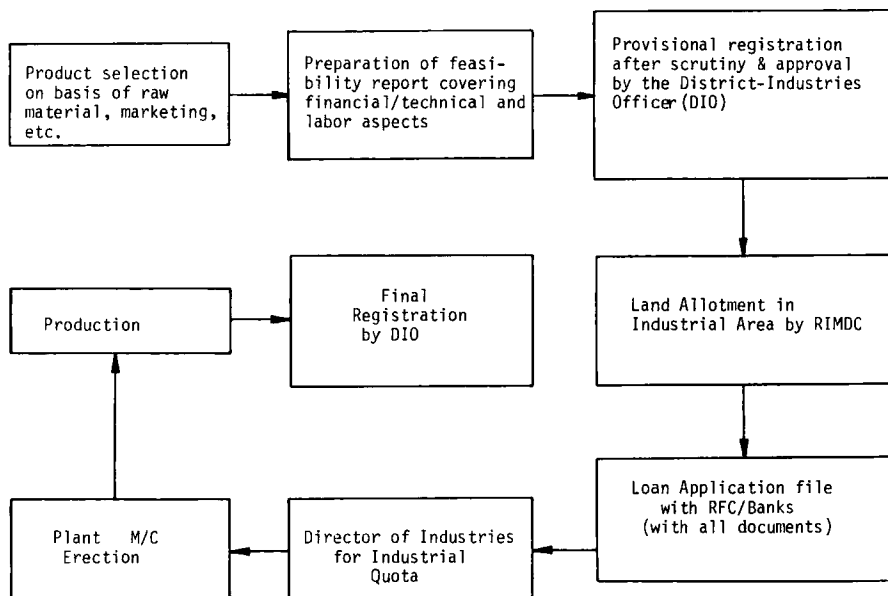 Product selection
on basis of raw
material, marketing,
etc.
Preparation of feasi-
bility report covering
financial/technical and
labor aspects
Provisional registration
after scrutiny & approval
by the District-Industries
Officer(DIO)
Land Allotment in
Industrial Area by RIMDC
Loan Application file
with RFC/Banks
(with all documents)
Director of Industries
for Industrial
Quota
Plant M/C
Erection
Production
Final
Registration
by DIO